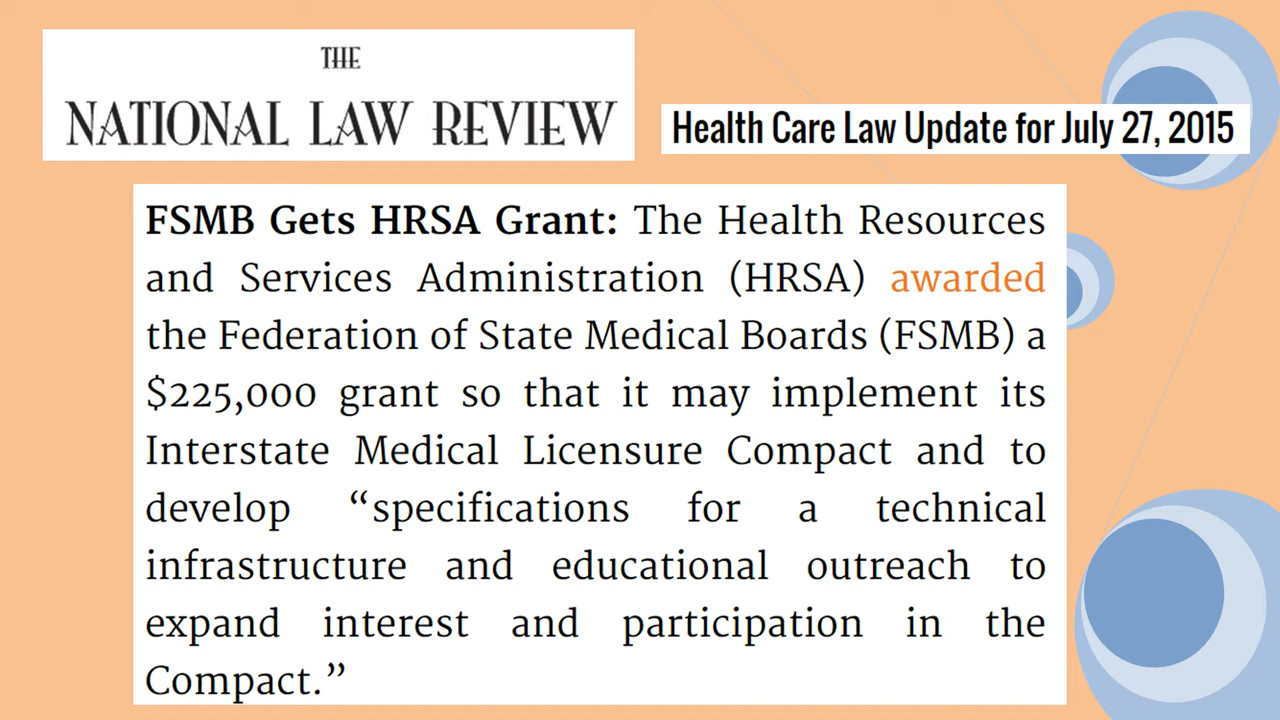 THE
NATIONAL LAW REVIEW
Health Care Law Update for July 27, 2015
FSMB Gets HRSA Grant: The Health Resources
and Services Administration (HRSA) awarded
the Federation of State Medical Boards (FSMB) a
$225,000 grant so that it may implement its
Interstate Medical Licensure Compact and to
develop “specifications for a technical
infrastructure and educational outreach to
expand interest and participation in the
Compact.”